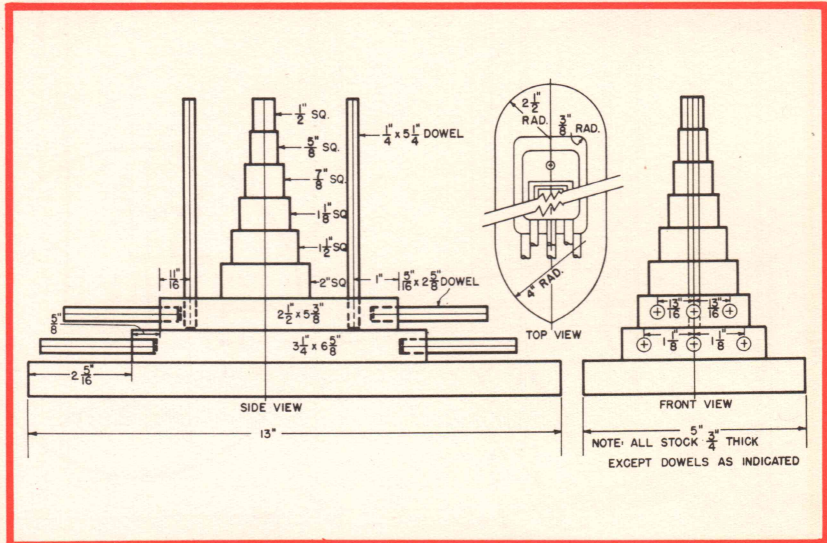 1/2" SQ.
5/8" SQ.
7/8" SQ.
1 1/8" SQ
1 1/2" SQ
2" SQ
1/4" x 5 1/4" DOWEL
11/16"
1"
5/16" x 2 5/8" DOWEL
2 1/2" x 5 3/8"
5/8"
3 1/4" x 6 5/8"
2 5/16"
SIDE VIEW
13"
2 1/2" RAD.
3/8" RAD.
4" RAD.
TOP VIEW
13/16" 13/16"
1 1/8" 1 1/8"
FRONT VIEW
5"
NOTE: ALL STOCK 3/4" THICK
EXCEPT DOWELS AS INDICATED